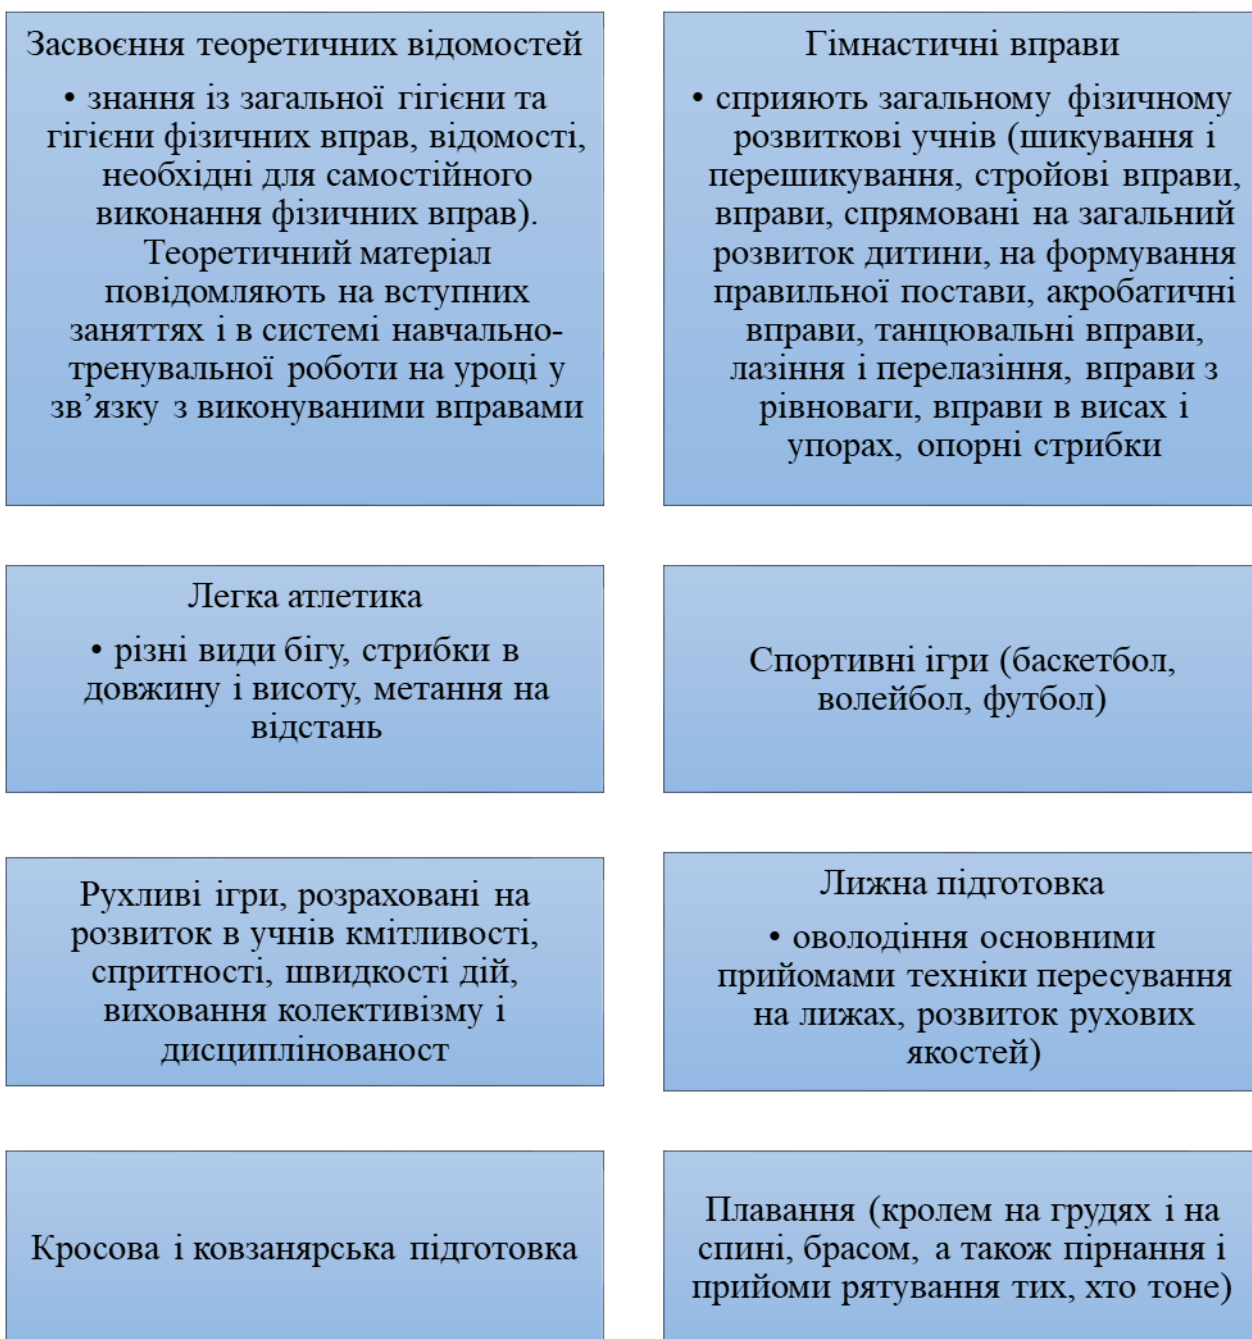 Засвоєння теоретичних відомостей
• знання із загальної гігієни та
гігієни фізичних вправ, відомості,
необхідні для самостійного
виконання фізичних вправ).
Теоретичний матеріал
повідомляють на вступних
заняттях і в системі навчально-
тренувальної роботи на уроці у
зв’язку з виконуваними вправами
Гімнастичні вправи
• сприяють загальному фізичному
розвиткові учнів (шикування і
перешикування, стройові вправи,
вправи, спрямовані на загальний
розвиток дитини, на формування
правильної постави, акробатичні
вправи, танцювальні вправи,
лазіння і перелазіння, вправи з
рівноваги, вправи в висах і
упорах, опорні стрибки
Легка атлетика
• різні види бігу, стрибки в
довжину і висоту, метання на
відстань
Спортивні ігри (баскетбол,
волейбол, футбол)
Рухливі ігри, розраховані на
розвиток в учнів кмітливості,
спритності, швидкості дій,
виховання колективізму і
дисциплінованост
Лижна підготовка
• оволодіння основними
прийомами техніки пересування
на лижах, розвиток рухових
якостей)
Кросова і ковзанярська підготовка
Плавання (кролем на грудях і на
спині, брасом, а також пірнання і
прийоми рятування тих, хто тоне)